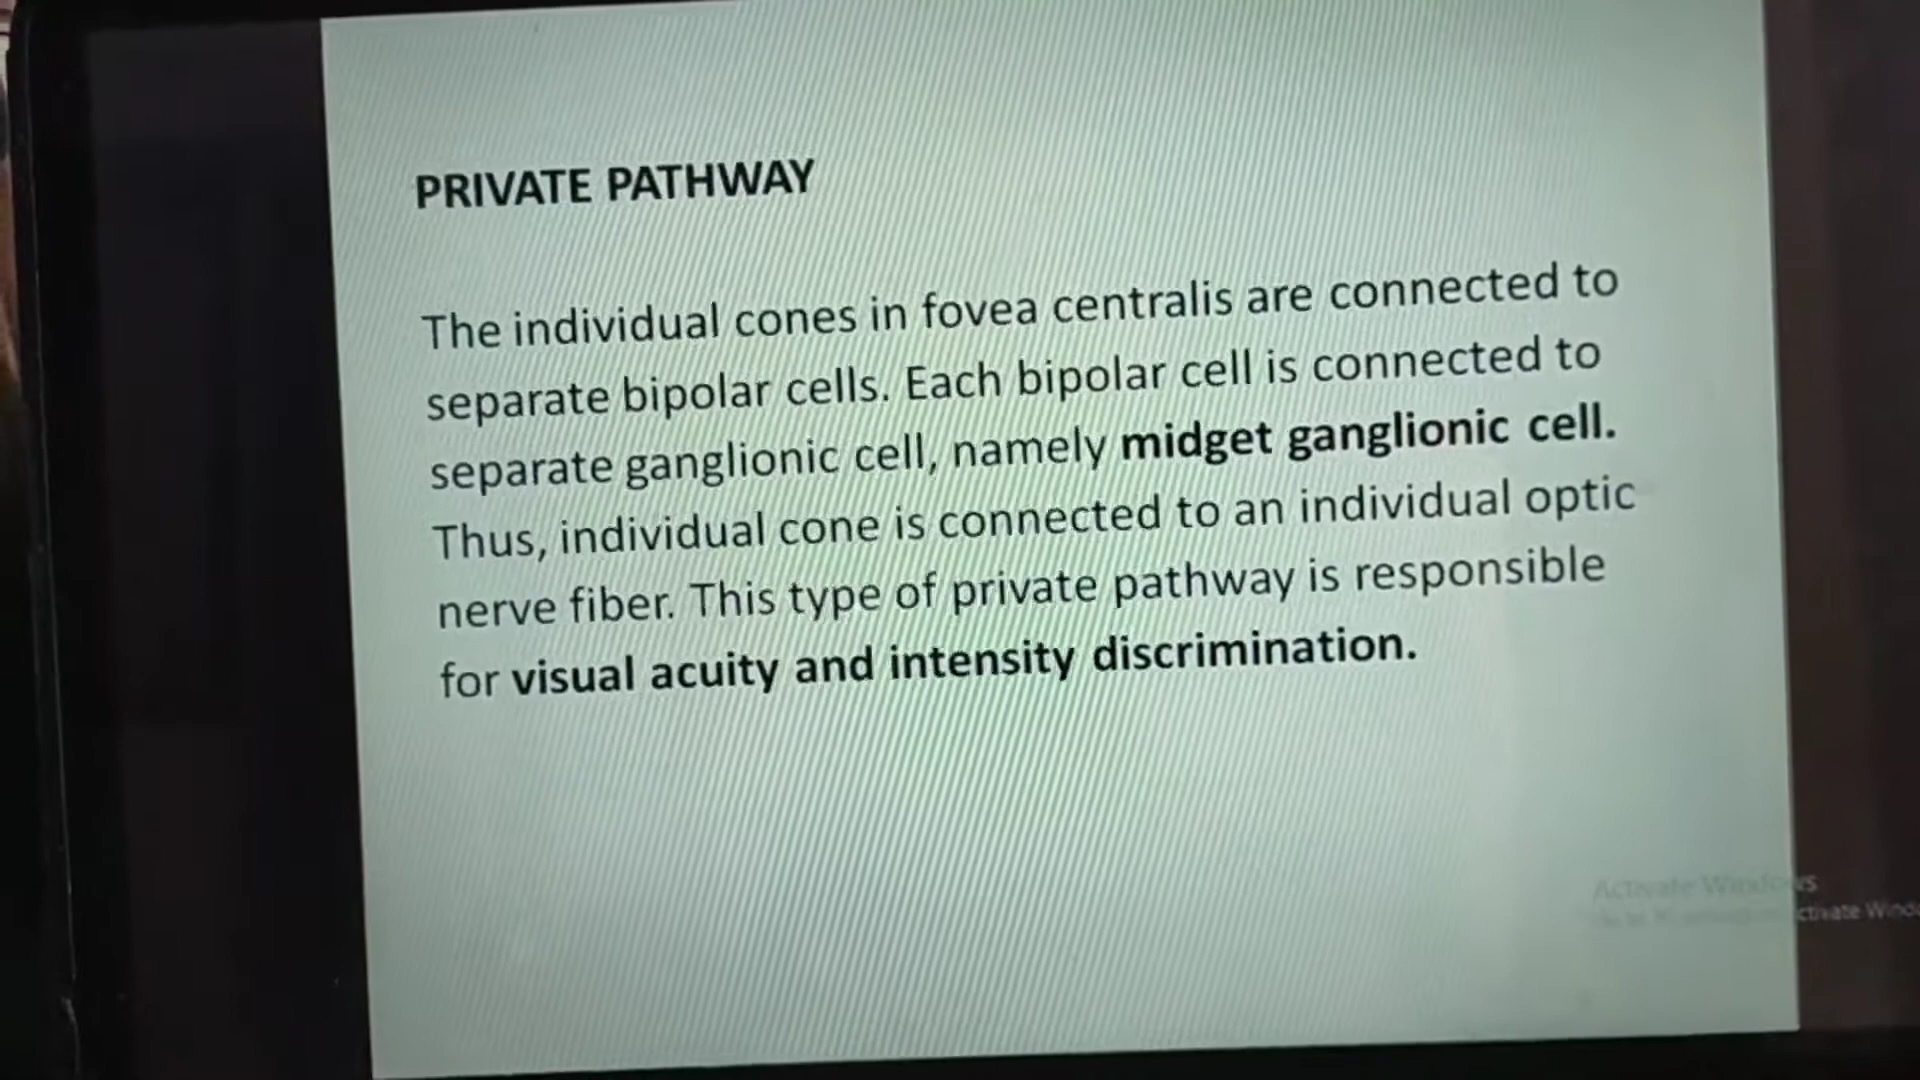 PRIVATE PATHWAY
The individual cones in fovea centralis are connected to
separate bipolar cells. Each bipolar cell is connected to
separate ganglionic cell, namely midget ganglionic cell.
Thus, individual cone is connected to an individual optic
nerve fiber. This type of private pathway is responsible
for visual acuity and intensity discrimination.
Activate Windows